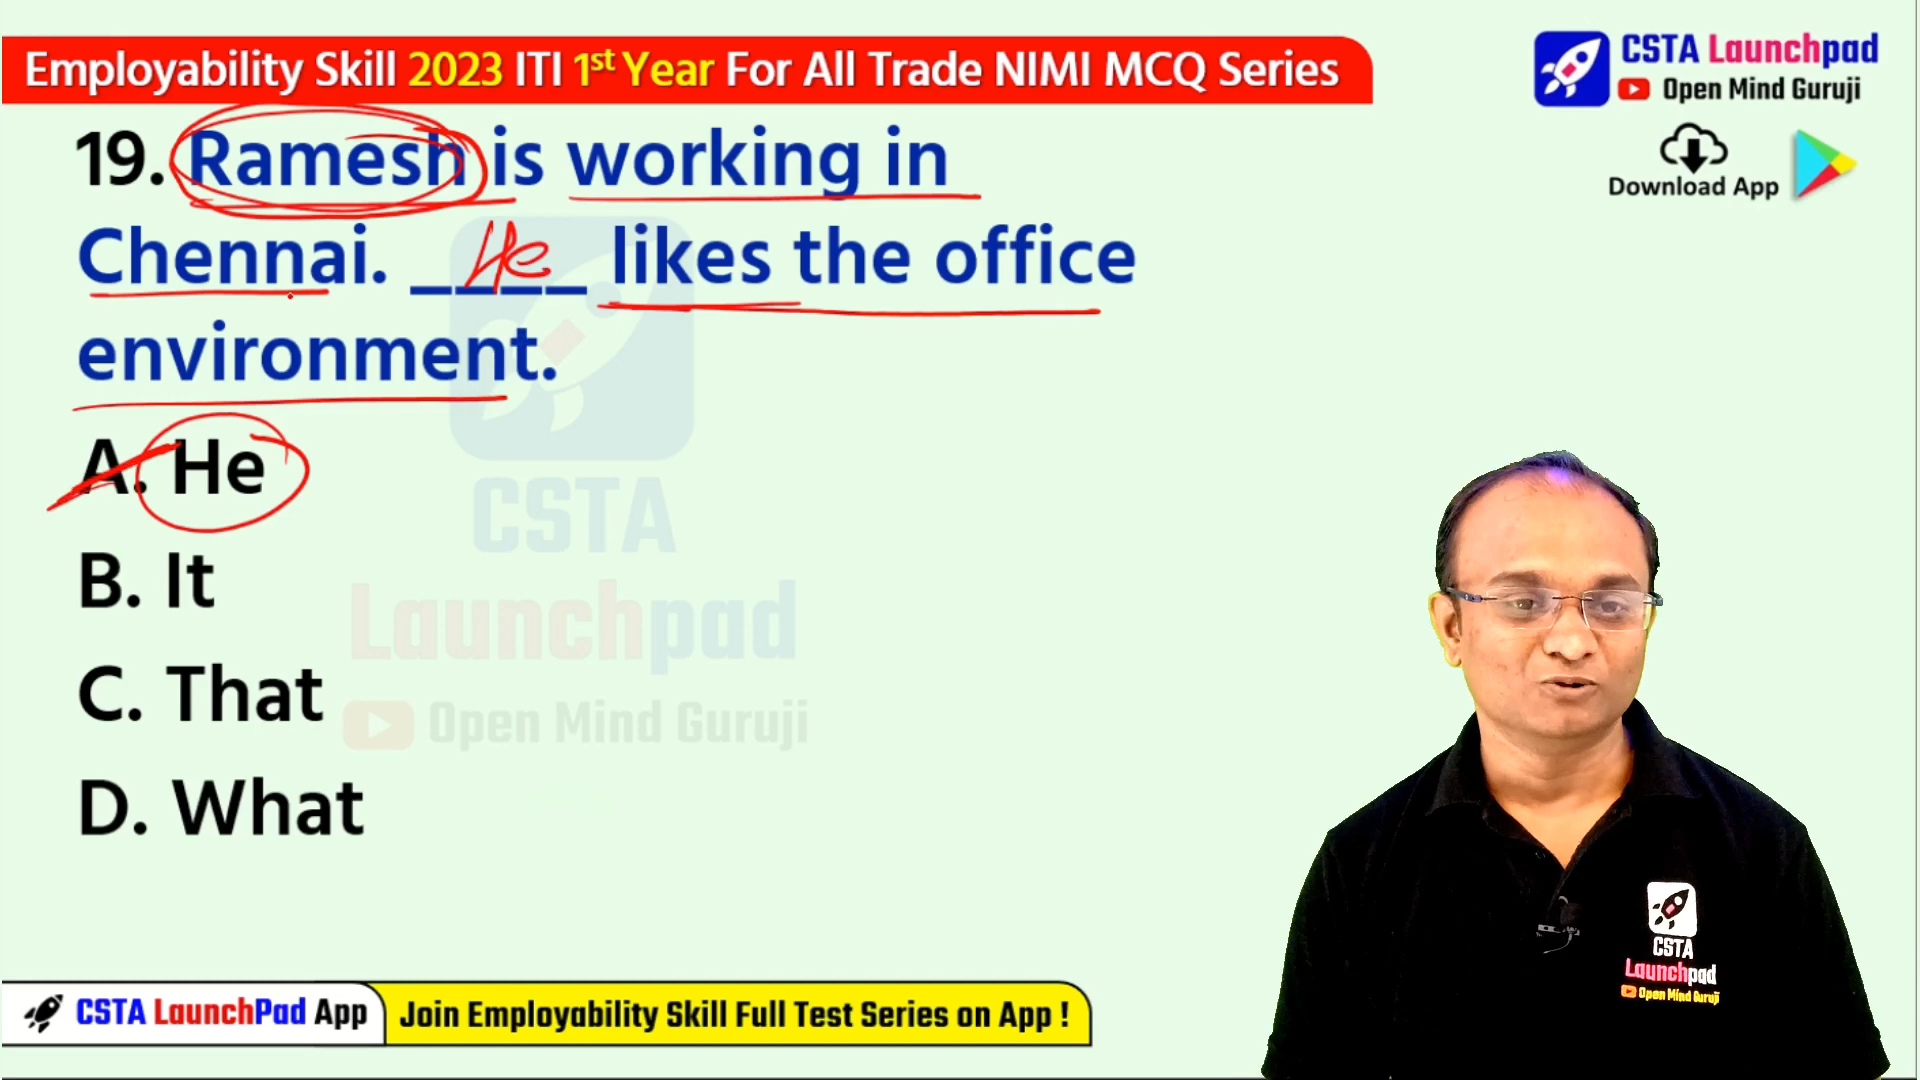 Employability Skill 2023 ITI 1st Year For All Trade NIMI MCQ Series
CSTA Launchpad
Open Mind Guruji
Download App
19. Ramesh is working in
Chennai. ____ He likes the office
environment.
A. He
B. It
C. That
D. What
CSTA
Launchpad
Open Mind Guruji
CSTA
Launchpad
Open Mind Guruji
CSTA LaunchPad App
Join Employability Skill Full Test Series on App !